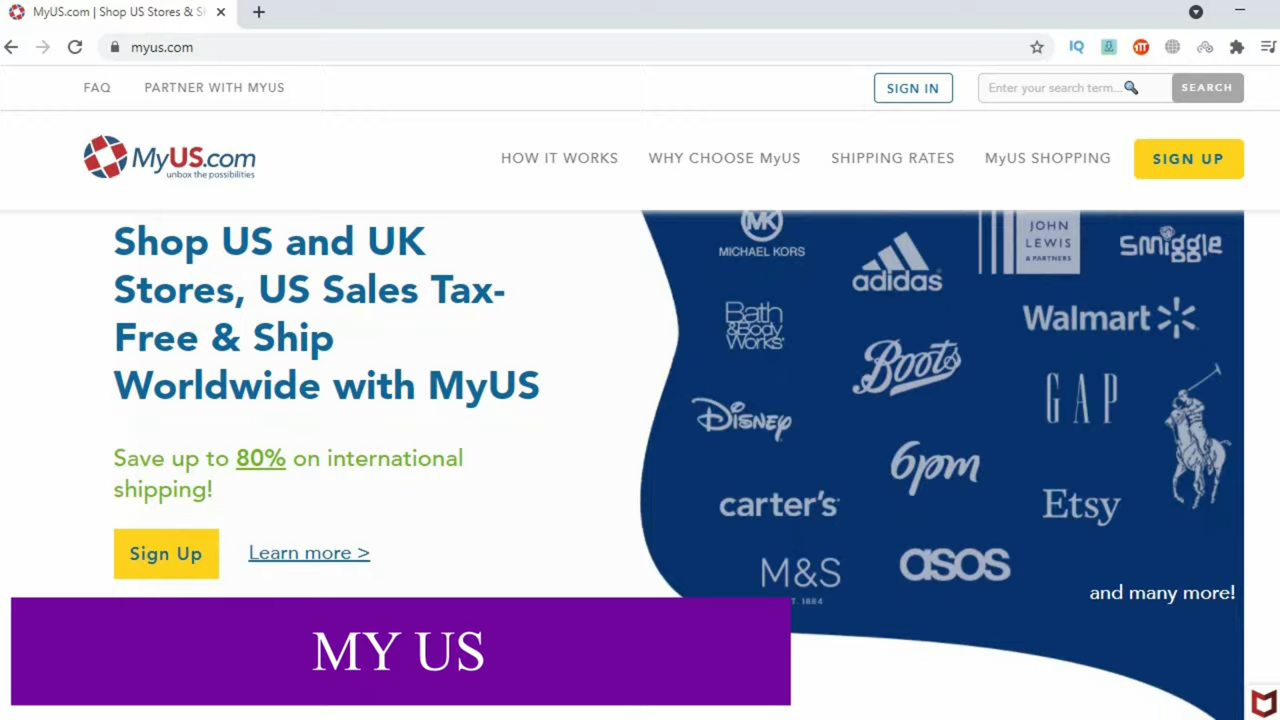 MyUS.com | Shop US Stores & S
myus.com
IQ
FAQ
PARTNER WITH MYUS
SIGN IN
Enter your search term...
SEARCH
MyUS.com
unbox the possibilities
HOW IT WORKS
WHY CHOOSE MyUS
SHIPPING RATES
MyUS SHOPPING
SIGN UP
Shop US and UK
Stores, US Sales Tax-
Free & Ship
Worldwide with MyUS
Save up to 80% on international
shipping!
Sign Up
Learn more >
MK
MICHAEL KORS
adidas
JOHN
LEWIS
& PARTNERS
smiggle
Bath
&Body
Works
Boots
Walmart
GAP
Disney
6pm
carter's
Etsy
M&S
T. 1884
asos
and many more!
MY US